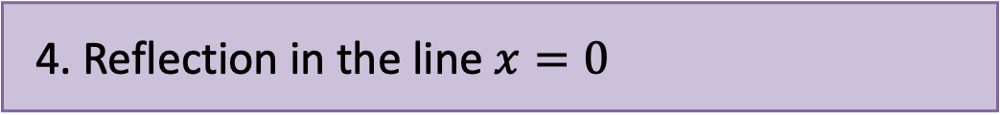 4. Reflection in the line 𝑥 = 0